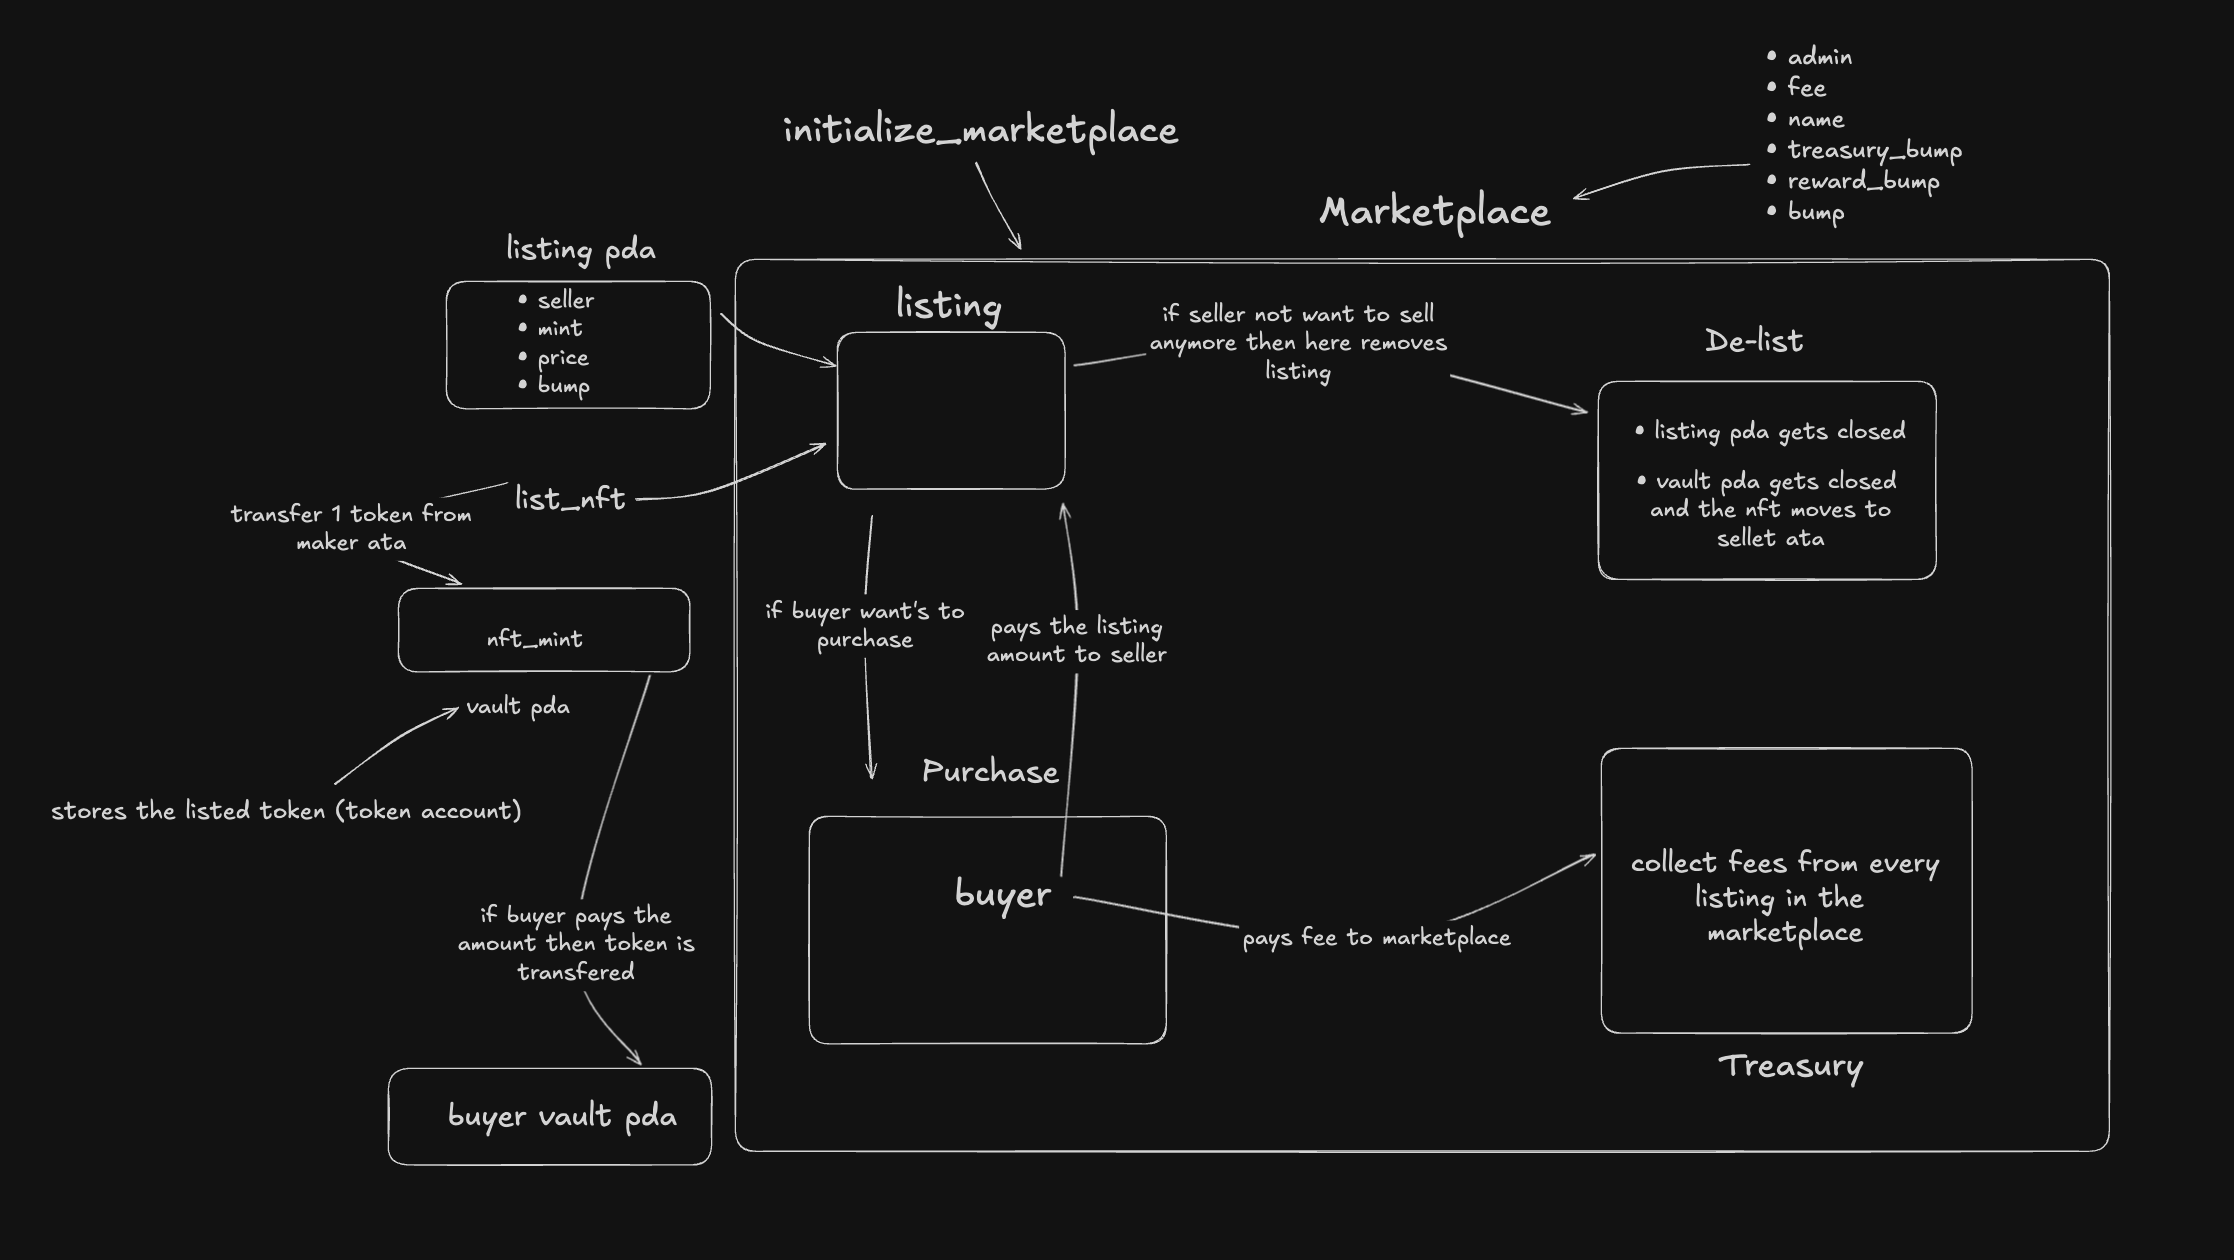 • admin
• fee
• name
• treasury_bump
• reward_bump
• bump
initialize_marketplace
Marketplace
listing pda
• seller
• mint
• price
• bump
listing
if seller not want to sell
anymore then here removes
listing
De-list
• listing pda gets closed
• vault pda gets closed
and the nft moves to
sellet ata
list_nft
transfer 1 token from
maker ata
nft_mint
vault pda
stores the listed token (token account)
if buyer want's to
purchase
pays the listing
amount to seller
Purchase
buyer
pays fee to marketplace
collect fees from every
listing in the
marketplace
Treasury
if buyer pays the
amount then token is
transfered
buyer vault pda